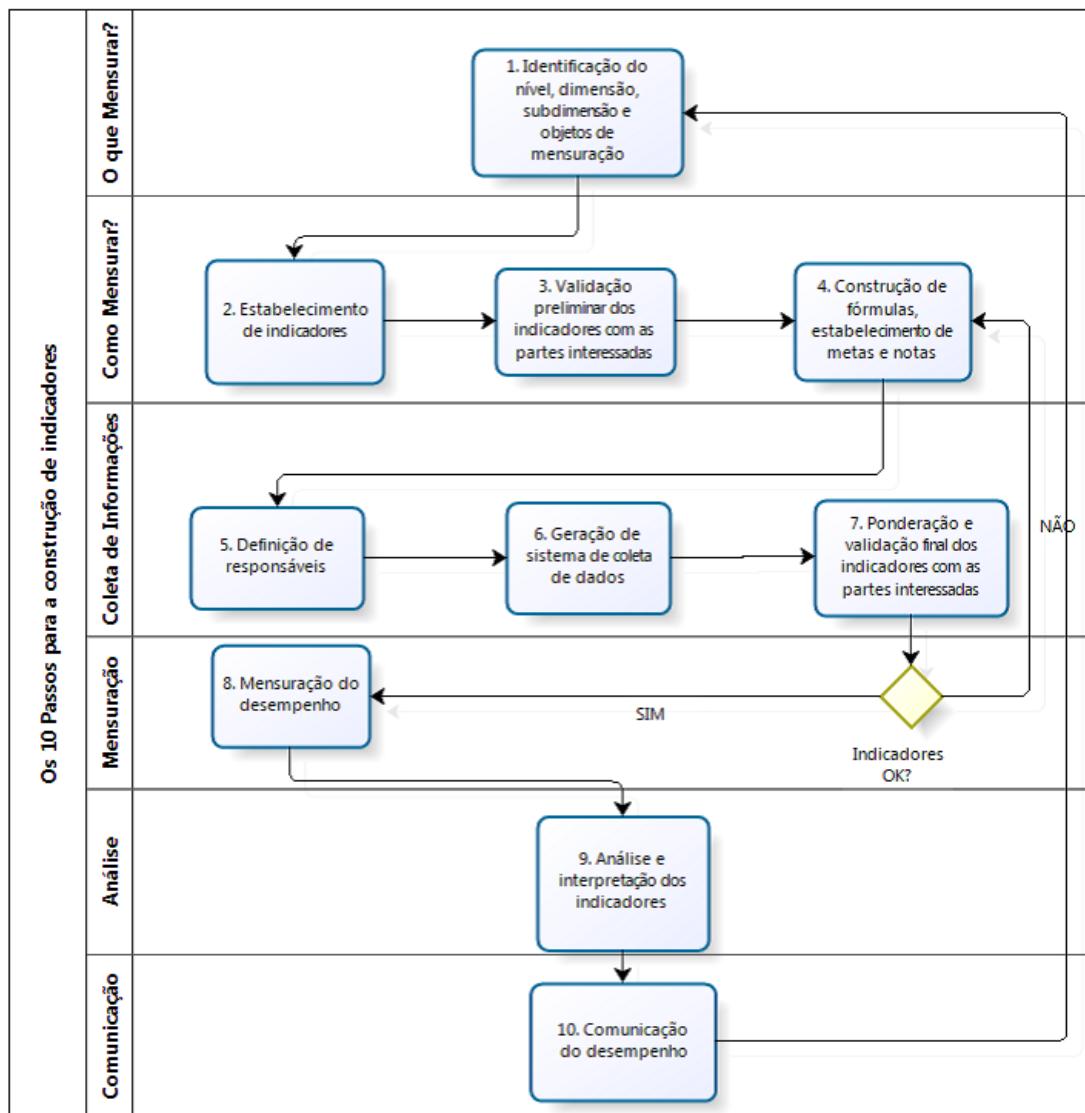 Os 10 Passos para a construção de indicadores
O que Mensurar?
1. Identificação do
nível, dimensão,
subdimensão e
objetos de
mensuração
Como Mensurar?
2. Estabelecimento
de indicadores
3. Validação
preliminar dos
indicadores com as
partes interessadas
4. Construção de
fórmulas,
estabelecimento de
metas e notas
Coleta de Informações
5. Definição de
responsáveis
6. Geração de
sistema de coleta
de dados
7. Ponderação e
validação final dos
indicadores com as
partes interessadas
NÃO
Mensuração
8. Mensuração do
desempenho
SIM
Indicadores
OK?
Análise
9. Análise e
interpretação dos
indicadores
Comunicação
10. Comunicação
do desempenho